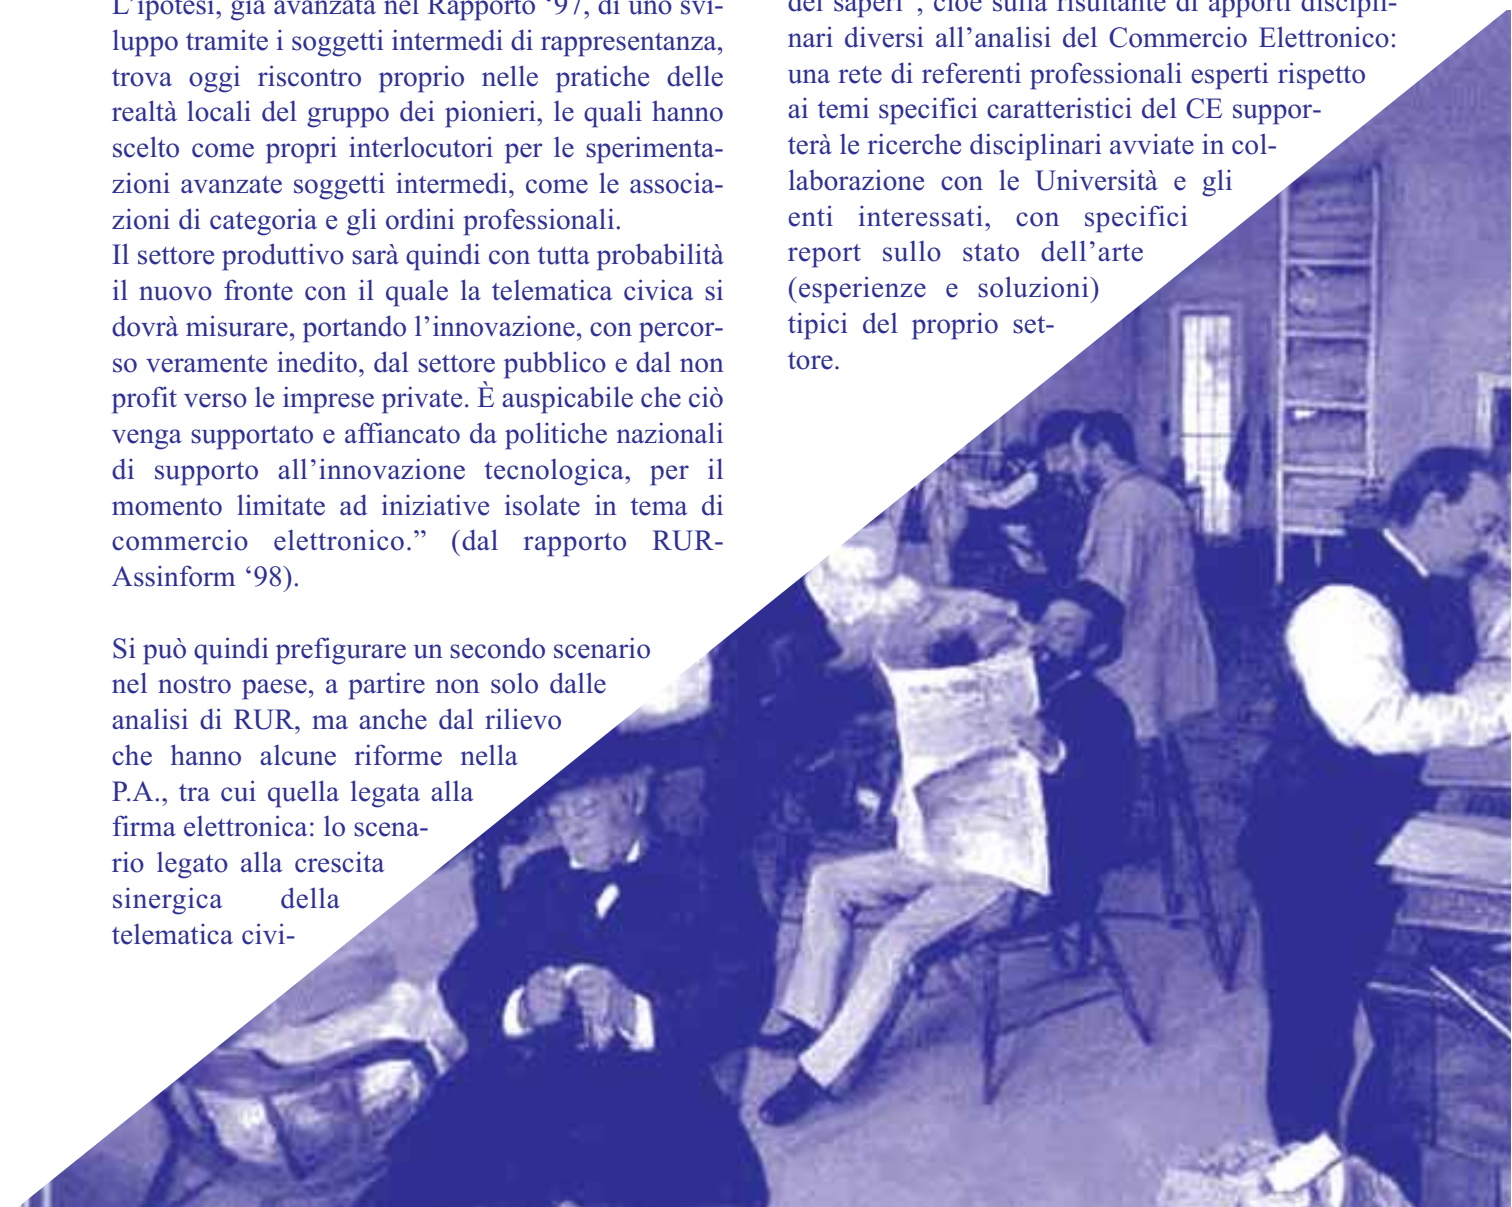 L’ipotesi, già avanzata nel Rapporto ‘97, di uno svi-
luppo tramite i soggetti intermedi di rappresentanza,
trova oggi riscontro proprio nelle pratiche delle
realtà locali del gruppo dei pionieri, le quali hanno
scelto come propri interlocutori per le sperimenta-
zioni avanzate soggetti intermedi, come le associa-
zioni di categoria e gli ordini professionali.
Il settore produttivo sarà quindi con tutta probabilità
il nuovo fronte con il quale la telematica civica si
dovrà misurare, portando l’innovazione, con percor-
so veramente inedito, dal settore pubblico e dal non
profit verso le imprese private. È auspicabile che ciò
venga supportato e affiancato da politiche nazionali
di supporto all’innovazione tecnologica, per il
momento limitate ad iniziative isolate in tema di
commercio elettronico.” (dal rapporto RUR-
Assinform ‘98).
Si può quindi prefigurare un secondo scenario
nel nostro paese, a partire non solo dalle
analisi di RUR, ma anche dal rilievo
che hanno alcune riforme nella
P.A., tra cui quella legata alla
firma elettronica: lo scena-
rio legato alla crescita
sinergica della
telematica civi-
dei saperi”, cioè sulla risultante di apporti discipli-
nari diversi all’analisi del Commercio Elettronico:
una rete di referenti professionali esperti rispetto
ai temi specifici caratteristici del CE suppor-
terà le ricerche disciplinari avviate in col-
laborazione con le Università e gli
enti interessati, con specifici
report sullo stato dell’arte
(esperienze e soluzioni)
tipici del proprio set-
tore.